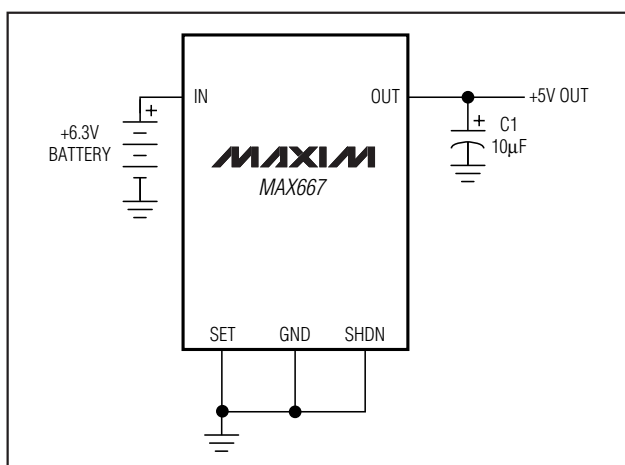 IN
OUT
+5V OUT
+
+6.3V
BATTERY
+
C1
10µF
MAXIM
MAX667
SET GND SHDN